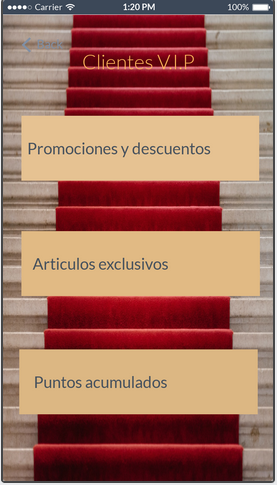 Carrier 1:20 PM 100%
Clientes V.I.P
Promociones y descuentos
Articulos exclusivos
Puntos acumulados